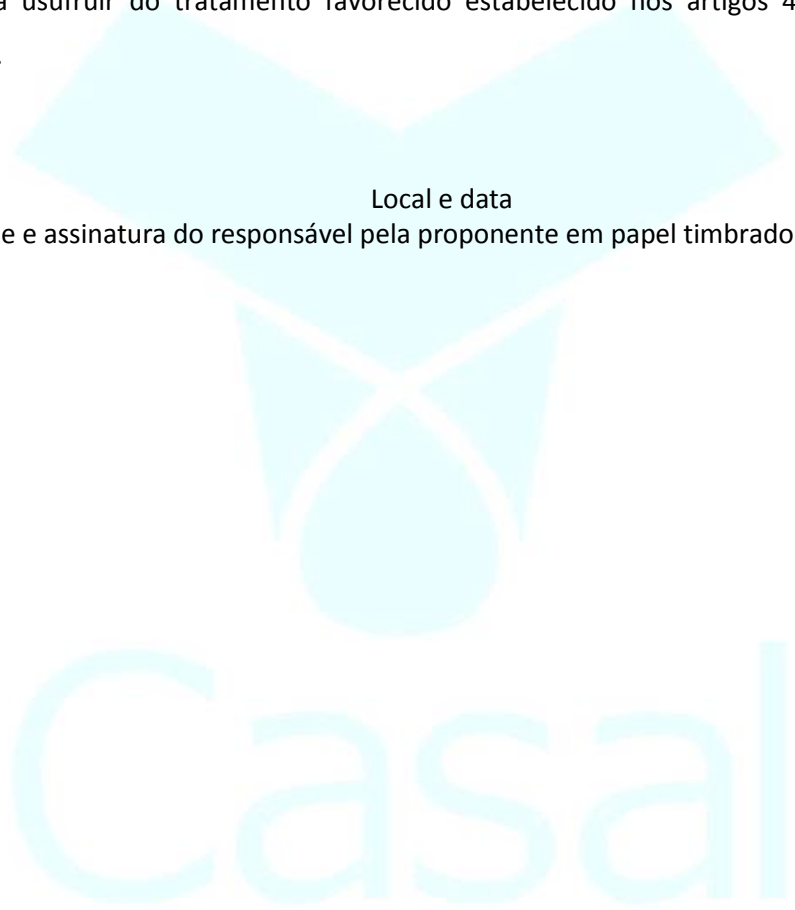 a usufruir do tratamento favorecido estabelecido nos artigos 4
.
Local e data
e e assinatura do responsável pela proponente em papel timbrado
Casal